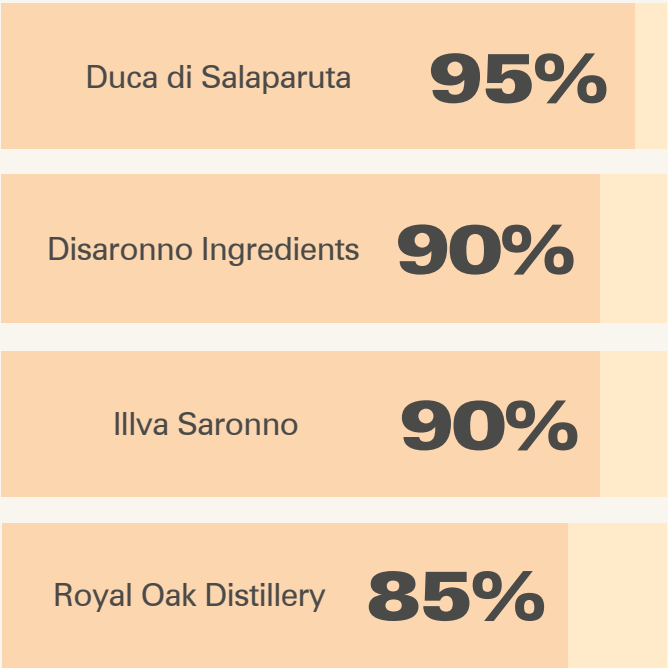 Duca di Salaparuta 95%
Disaronno Ingredients 90%
Illva Saronno 90%
Royal Oak Distillery 85%